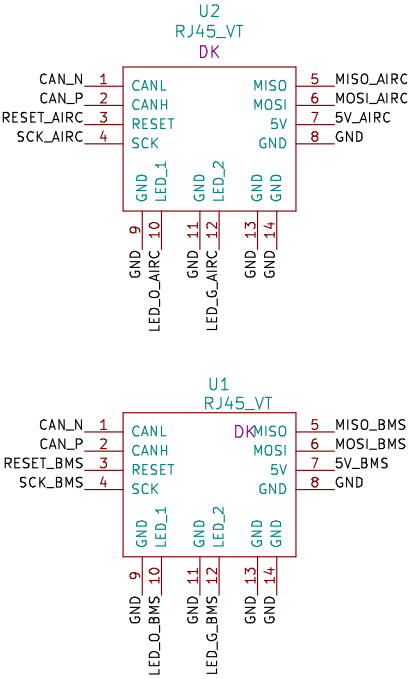 U2
RJ45_VT
DK
CAN_N 1 CANL MISO 5 MISO_AIRC
CAN_P 2 CANH MOSI 6 MOSI_AIRC
RESET_AIRC 3 RESET 5V 7 5V_AIRC
SCK_AIRC 4 SCK GND 8 GND
GND LED_1 GND LED_2 GND GND
9 10 11 12 13 14
GND LED_O_AIRC GND LED_G_AIRC GND GND
U1
RJ45_VT
DK
CAN_N 1 CANL MISO 5 MISO_BMS
CAN_P 2 CANH MOSI 6 MOSI_BMS
RESET_BMS 3 RESET 5V 7 5V_BMS
SCK_BMS 4 SCK GND 8 GND
GND LED_1 GND LED_2 GND GND
9 10 11 12 13 14
GND LED_O_BMS GND LED_G_BMS GND GND